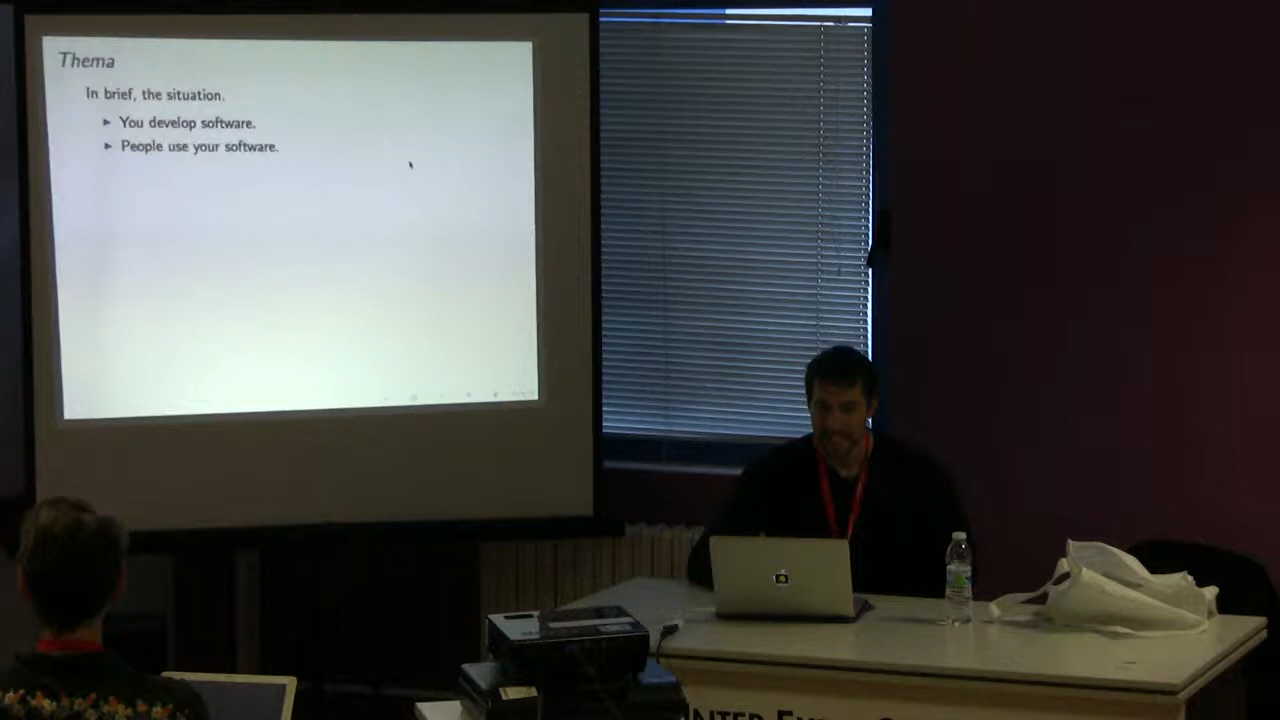 Thema
In brief, the situation.
▶ You develop software.
▶ People use your software.